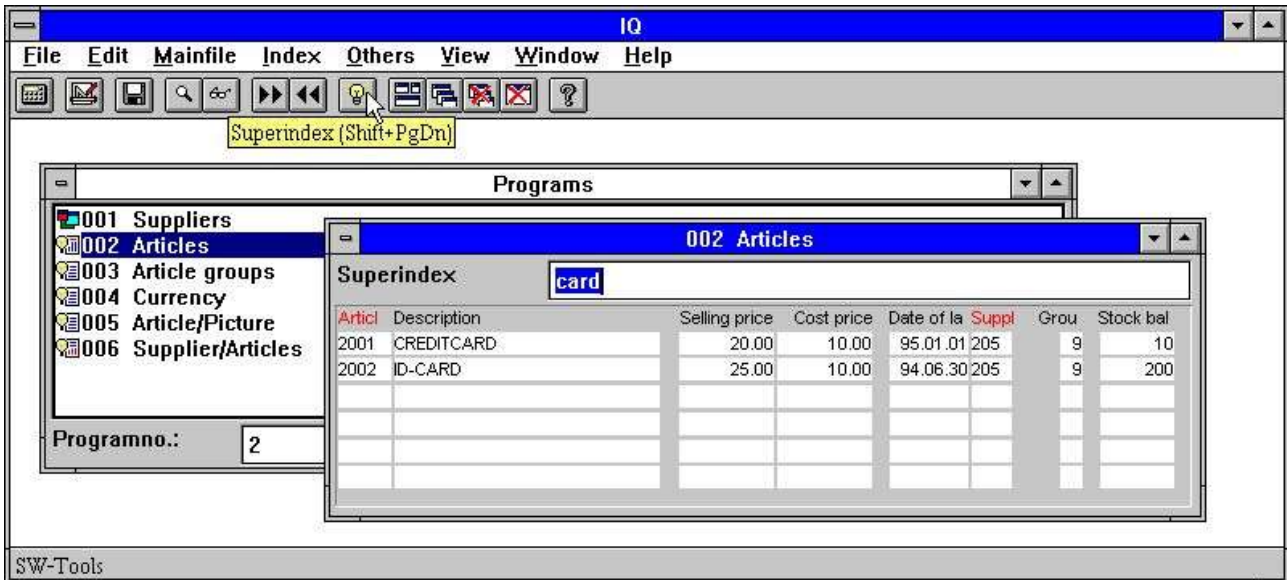 IQ
File Edit Mainfile Index Others View Window Help
Superindex (Shift+PgDn)
Programs
001 Suppliers
002 Articles
003 Article groups
004 Currency
005 Article/Picture
006 Supplier/Articles
Programno.: 2
002 Articles
Superindex card
Articl Description Selling price Cost price Date of la Suppl Grou Stock bal
2001 CREDITCARD 20.00 10.00 95.01.01 205 9 10
2002 ID-CARD 25.00 10.00 94.06.30 205 9 200
SW-Tools